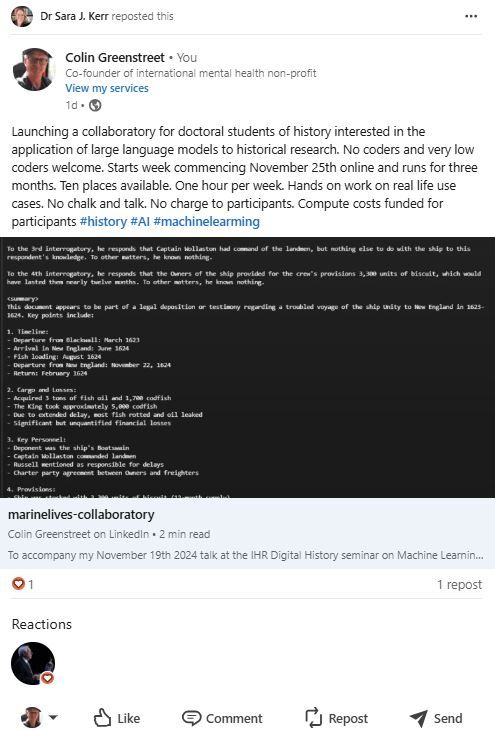 Dr Sara J. Kerr reposted this
Colin Greenstreet • You
Co-founder of international mental health non-profit
View my services
1d •
Launching a collaboratory for doctoral students of history interested in the
application of large language models to historical research. No coders and very low
coders welcome. Starts week commencing November 25th online and runs for three
months. Ten places available. One hour per week. Hands on work on real life use
cases. No chalk and talk. No charge to participants. Compute costs funded for
participants #history #AI #machinelearming
To the 3rd interrogatory, he responds that Captain Wollaston had command of the landmen, but nothing else to do with the ship to this
respondent's knowledge. To other matters, he knows nothing.
To the 4th interrogatory, he responds that the Owners of the ship provided for the crew's provisions 3,300 units of biscuit, which would
have lasted them nearly twelve months. To other matters, he knows nothing.
<summary>
This document appears to be part of a legal deposition or testimony regarding a troubled voyage of the ship Unity to New England in 1623-
1624. Key points include:
1. Timeline:
- Departure from Blackwall: March 1623
- Arrival in New England: June 1624
- Fish loading: August 1624
- Departure from New England: November 22, 1624
- Return: February 1624
2. Cargo and Losses:
- Acquired 3 tons of fish oil and 1,700 codfish
- The King took approximately 5,000 codfish
- Due to extended delay, most fish rotted and oil leaked
- Significant but unquantified financial losses
3. Key Personnel:
- Deponent was the ship's Boatswain
- Captain Wollaston commanded landmen
- Russell mentioned as responsible for delays
- Charter party agreement between Owners and freighters
4. Provisions:
- Ship was stocked with 3,300 units of biscuit (12-month supply)
marinelives-collaboratory
Colin Greenstreet on LinkedIn • 2 min read
To accompany my November 19th 2024 talk at the IHR Digital History seminar on Machine Learnin...
1
1 repost
Reactions
Like
Comment
Repost
Send